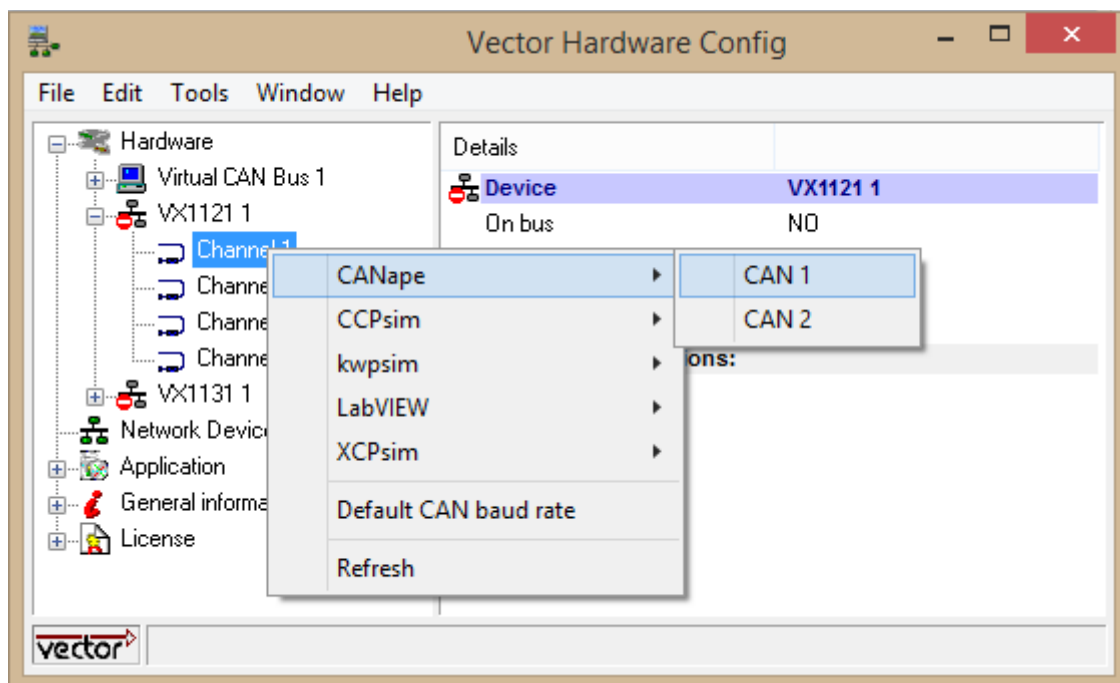 Vector Hardware Config
File Edit Tools Window Help
Hardware
Virtual CAN Bus 1
VX1121 1
Channel 1
Channe
Channe
Channe
VX1131 1
Network Devic
Application
General informa
License
Details
Device VX1121 1
On bus NO
ions:
CANape
CCPsim
kwpsim
LabVIEW
XCPsim
Default CAN baud rate
Refresh
CAN 1
CAN 2
vector